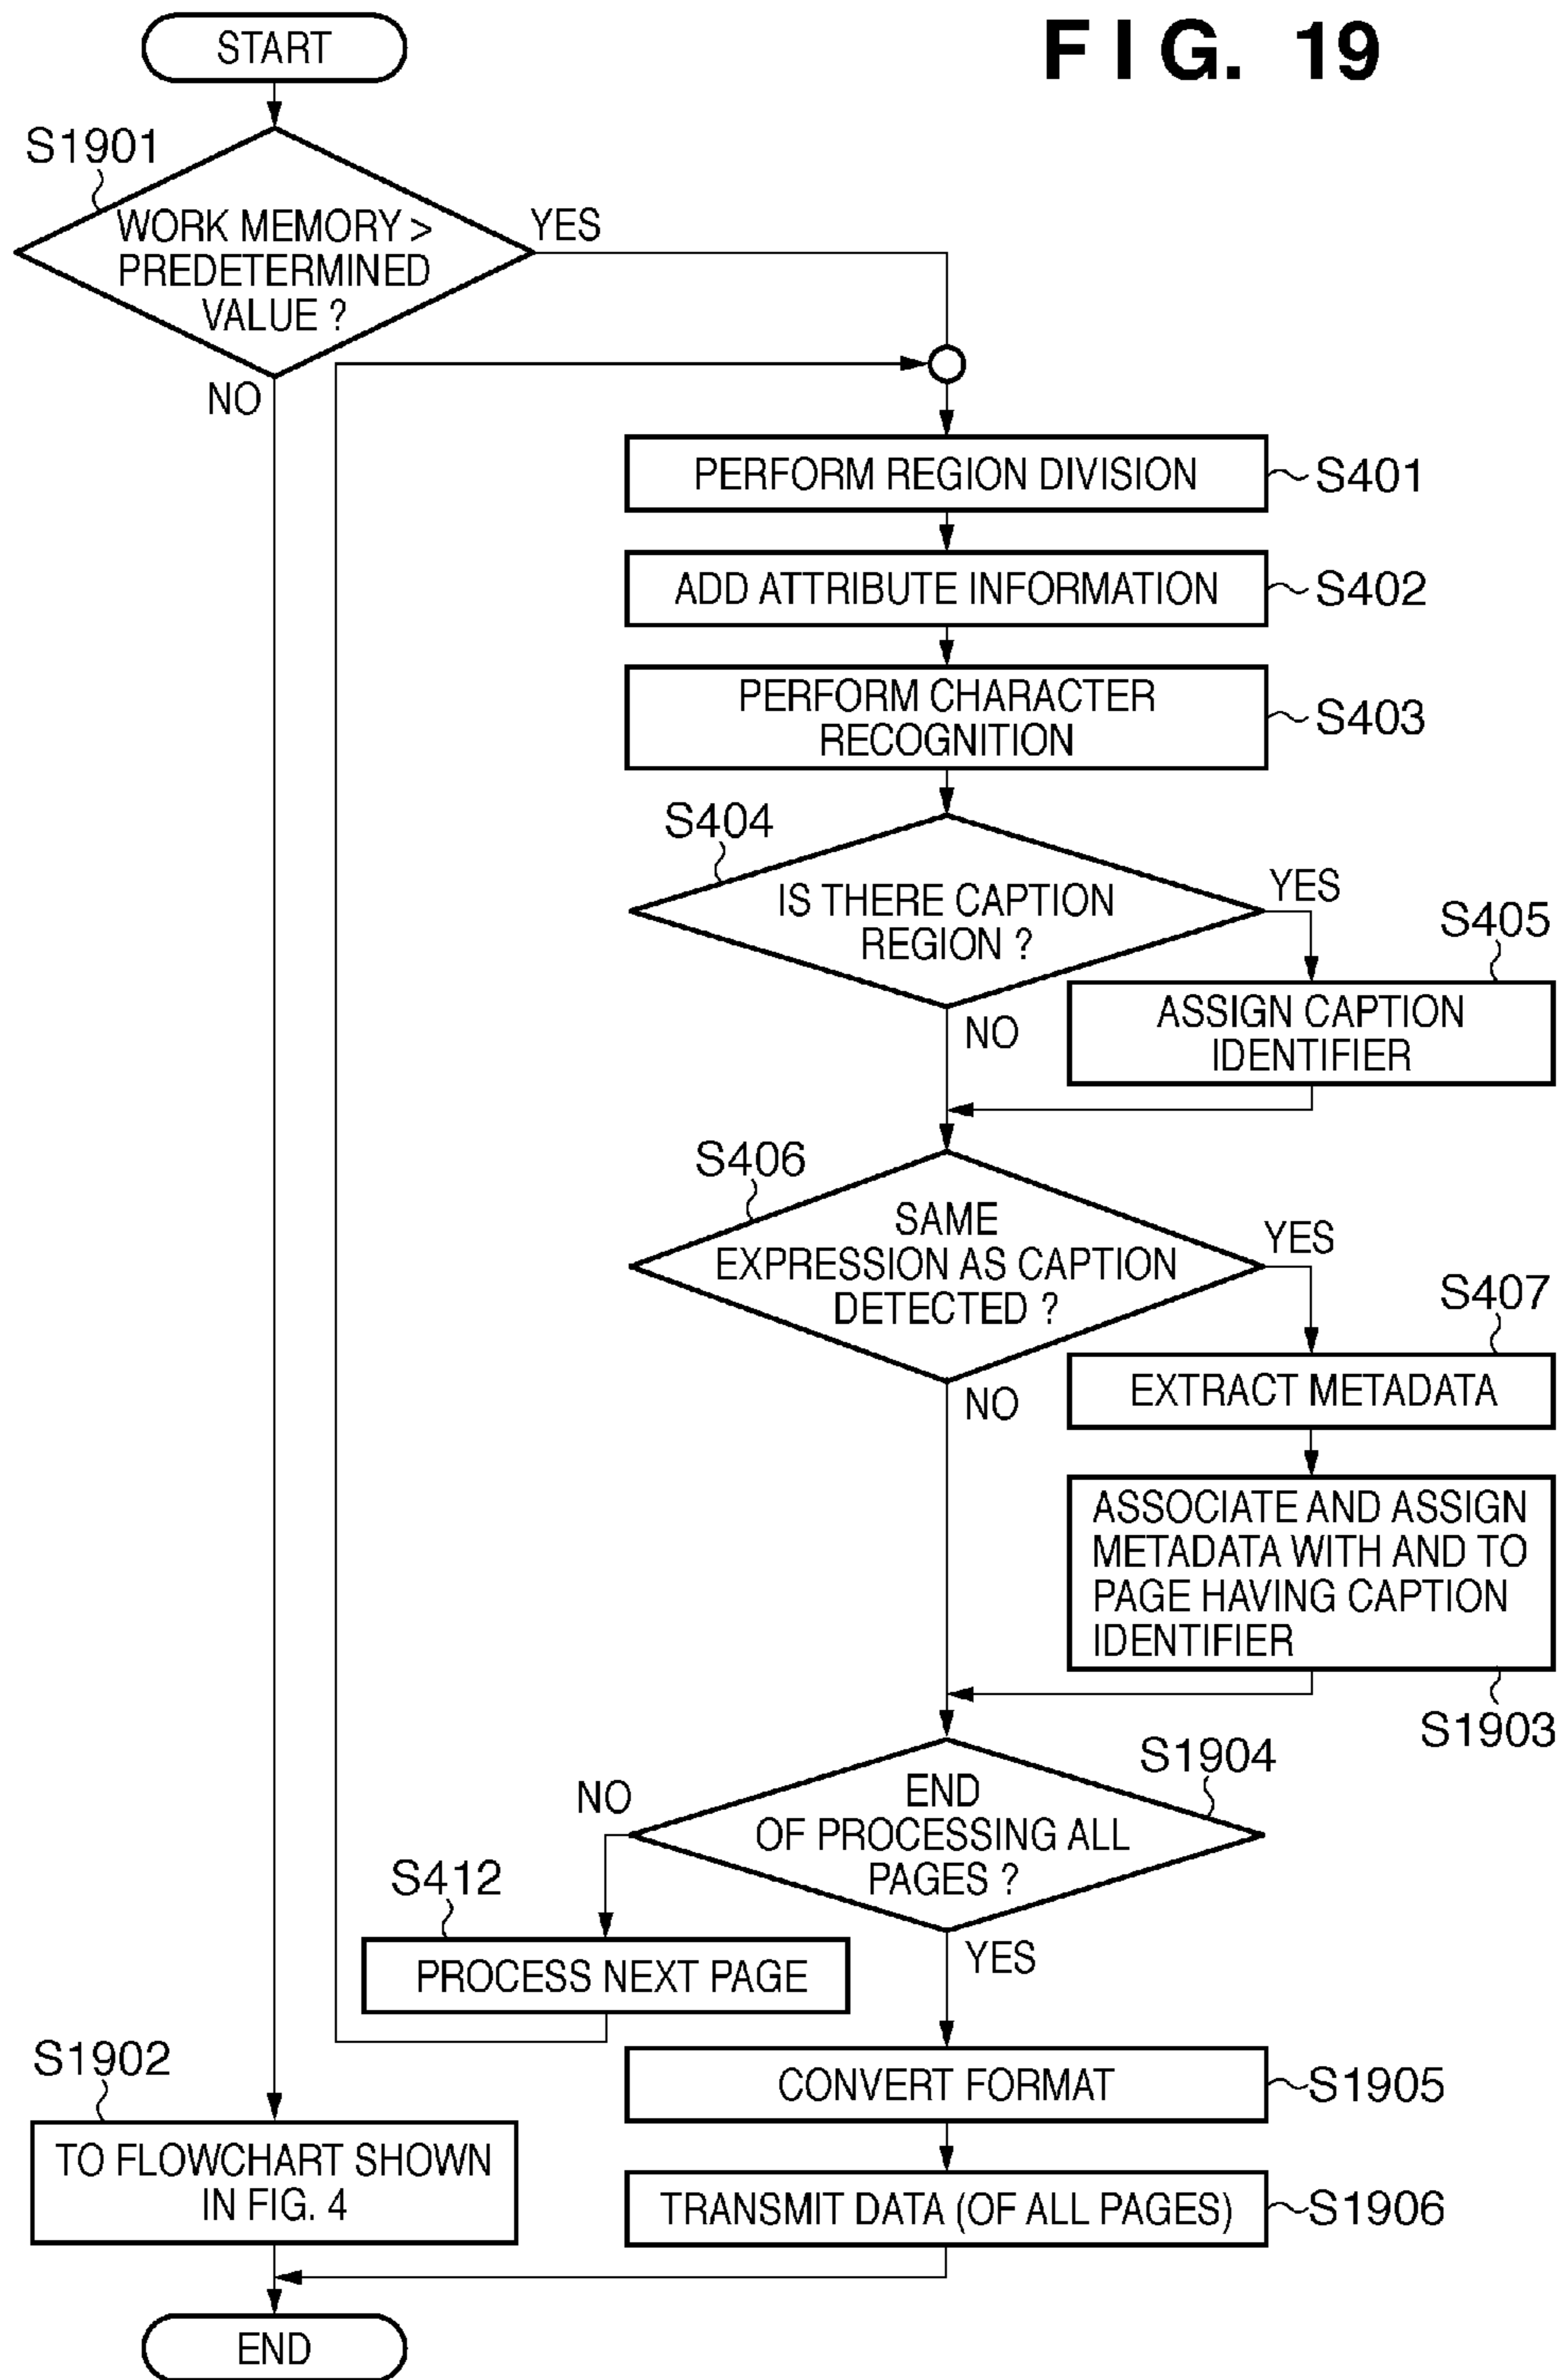 FIG. 19
START
S1901
WORK MEMORY >
PREDETERMINED
VALUE ?
YES
NO
PERFORM REGION DIVISION
S401
ADD ATTRIBUTE INFORMATION
S402
PERFORM CHARACTER
RECOGNITION
S403
S404
IS THERE CAPTION
REGION ?
YES
NO
S405
ASSIGN CAPTION
IDENTIFIER
S406
SAME
EXPRESSION AS CAPTION
DETECTED ?
YES
NO
S407
EXTRACT METADATA
ASSOCIATE AND ASSIGN
METADATA WITH AND TO
PAGE HAVING CAPTION
IDENTIFIER
S1903
S1904
END
OF PROCESSING ALL
PAGES ?
NO
YES
S412
PROCESS NEXT PAGE
S1902
TO FLOWCHART SHOWN
IN FIG. 4
CONVERT FORMAT
S1905
TRANSMIT DATA (OF ALL PAGES)
S1906
END